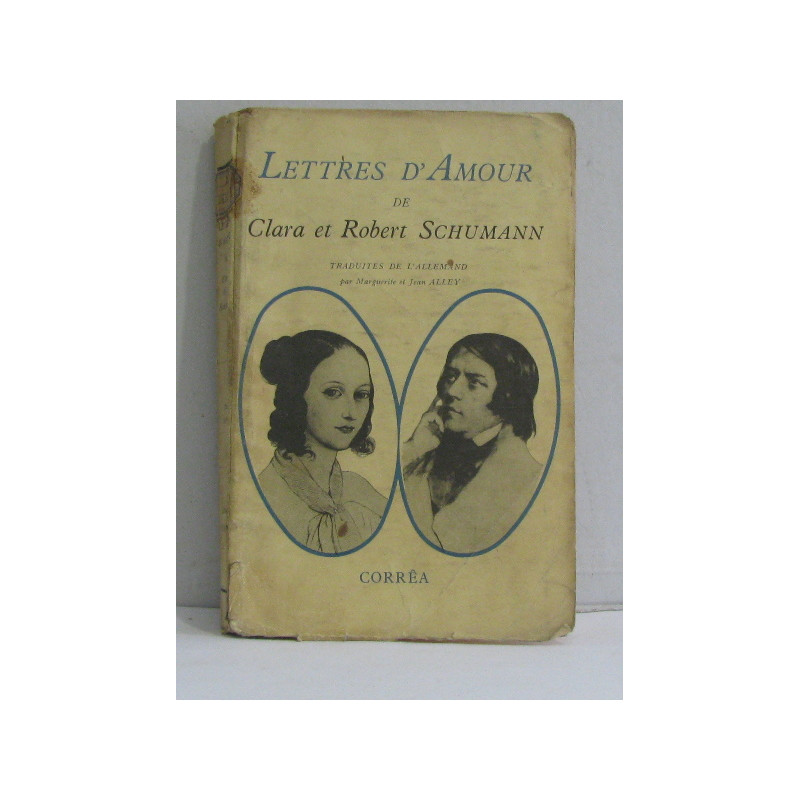 LETTRES D'AMOUR
DE
Clara et Robert SCHUMANN
TRADUITES DE L'ALLEMAND
par Marguerite et Jean ALLEY
CORRÊA